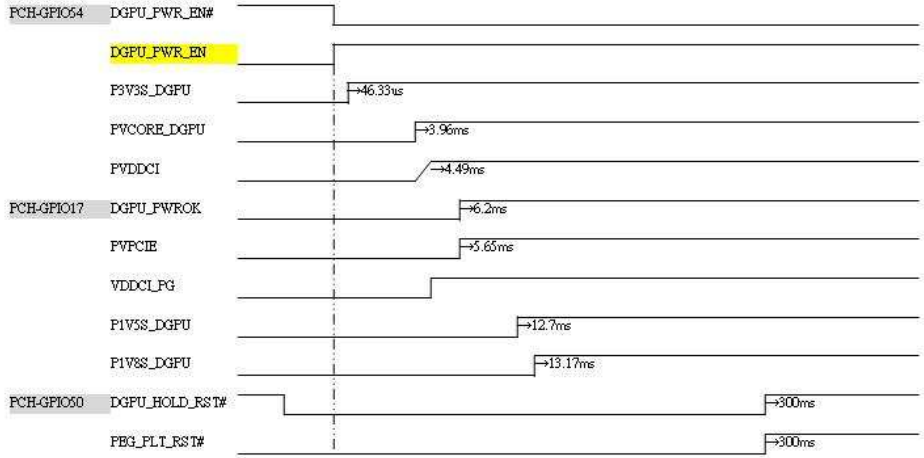 PCH-GPIO54 DGPU_PWR_EN#
DGPU_PWR_EN
P3V3S_DGPU 46.33us
PVCORE_DGPU 3.96ms
PVDDCI 4.49ms
PCH-GPIO17 DGPU_PWROK 6.2ms
PVPCIE 5.65ms
VDDCI_PG
P1V5S_DGPU 12.7ms
P1V8S_DGPU 13.17ms
PCH-GPIO50 DGPU_HOLD_RST# 300ms
PEG_PLT_RST# 300ms